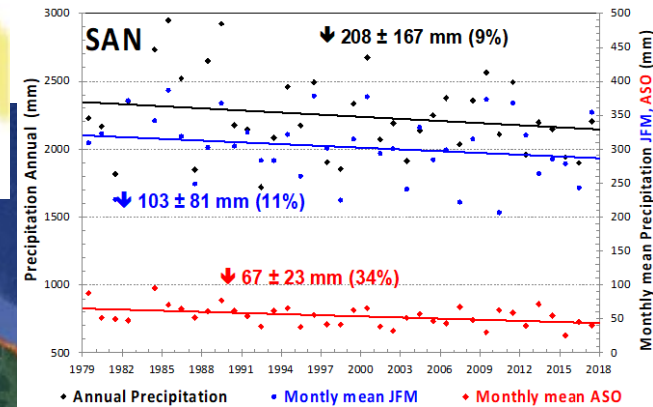 SAN
208 ± 167 mm (9%)
103 ± 81 mm (11%)
67 ± 23 mm (34%)
Precipitation Annual (mm)
3000
2500
2000
1500
1000
500
Monthly mean Precipitation JFM, ASO (mm)
500
450
400
350
300
250
200
150
100
50
0
1979 1982 1985 1988 1991 1994 1997 2000 2003 2006 2009 2012 2015 2018
Annual Precipitation Montly mean JFM Monthly mean ASO